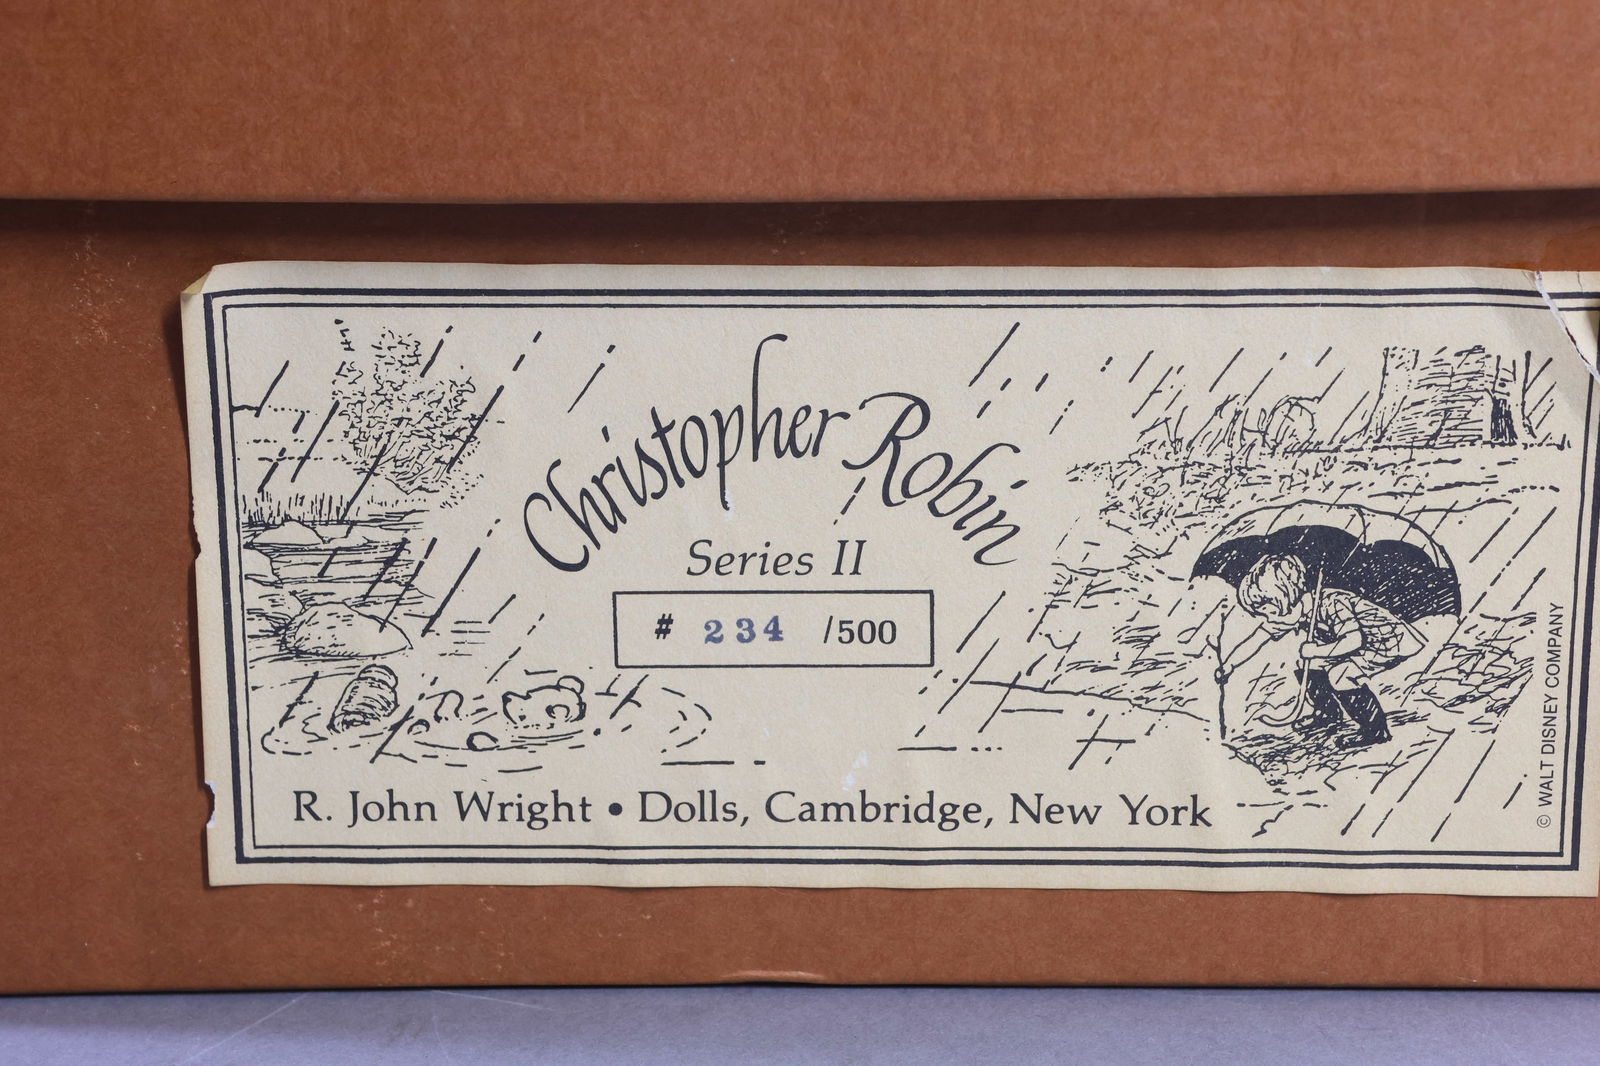 Christopher Robin
Series II
# 234 /500
R. John Wright • Dolls, Cambridge, New York
© WALT DISNEY COMPANY